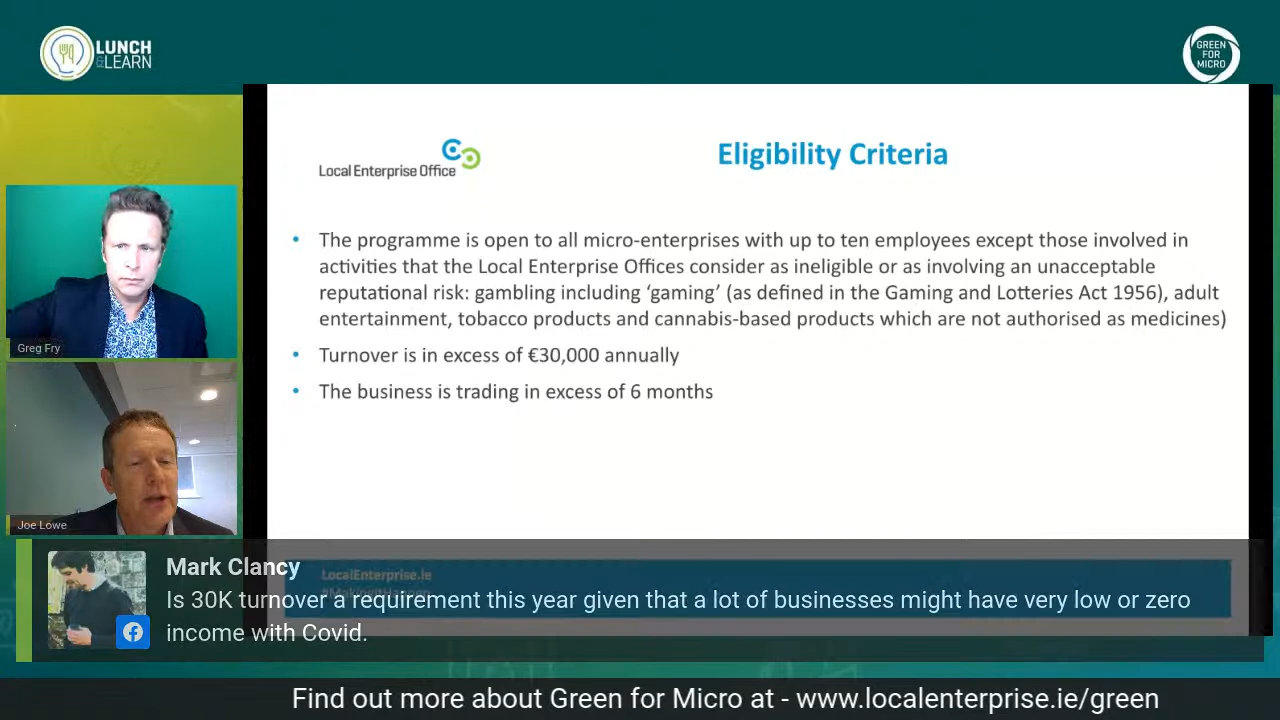 LUNCH
&LEARN
GREEN
FOR
MICRO
Local Enterprise Office
Eligibility Criteria
• The programme is open to all micro-enterprises with up to ten employees except those involved in
activities that the Local Enterprise Offices consider as ineligible or as involving an unacceptable
reputational risk: gambling including ‘gaming’ (as defined in the Gaming and Lotteries Act 1956), adult
entertainment, tobacco products and cannabis-based products which are not authorised as medicines)
• Turnover is in excess of €30,000 annually
• The business is trading in excess of 6 months
Greg Fry
Joe Lowe
LocalEnterprise.ie
#MakingItHappen
Mark Clancy
Is 30K turnover a requirement this year given that a lot of businesses might have very low or zero
income with Covid.
Find out more about Green for Micro at - www.localenterprise.ie/green